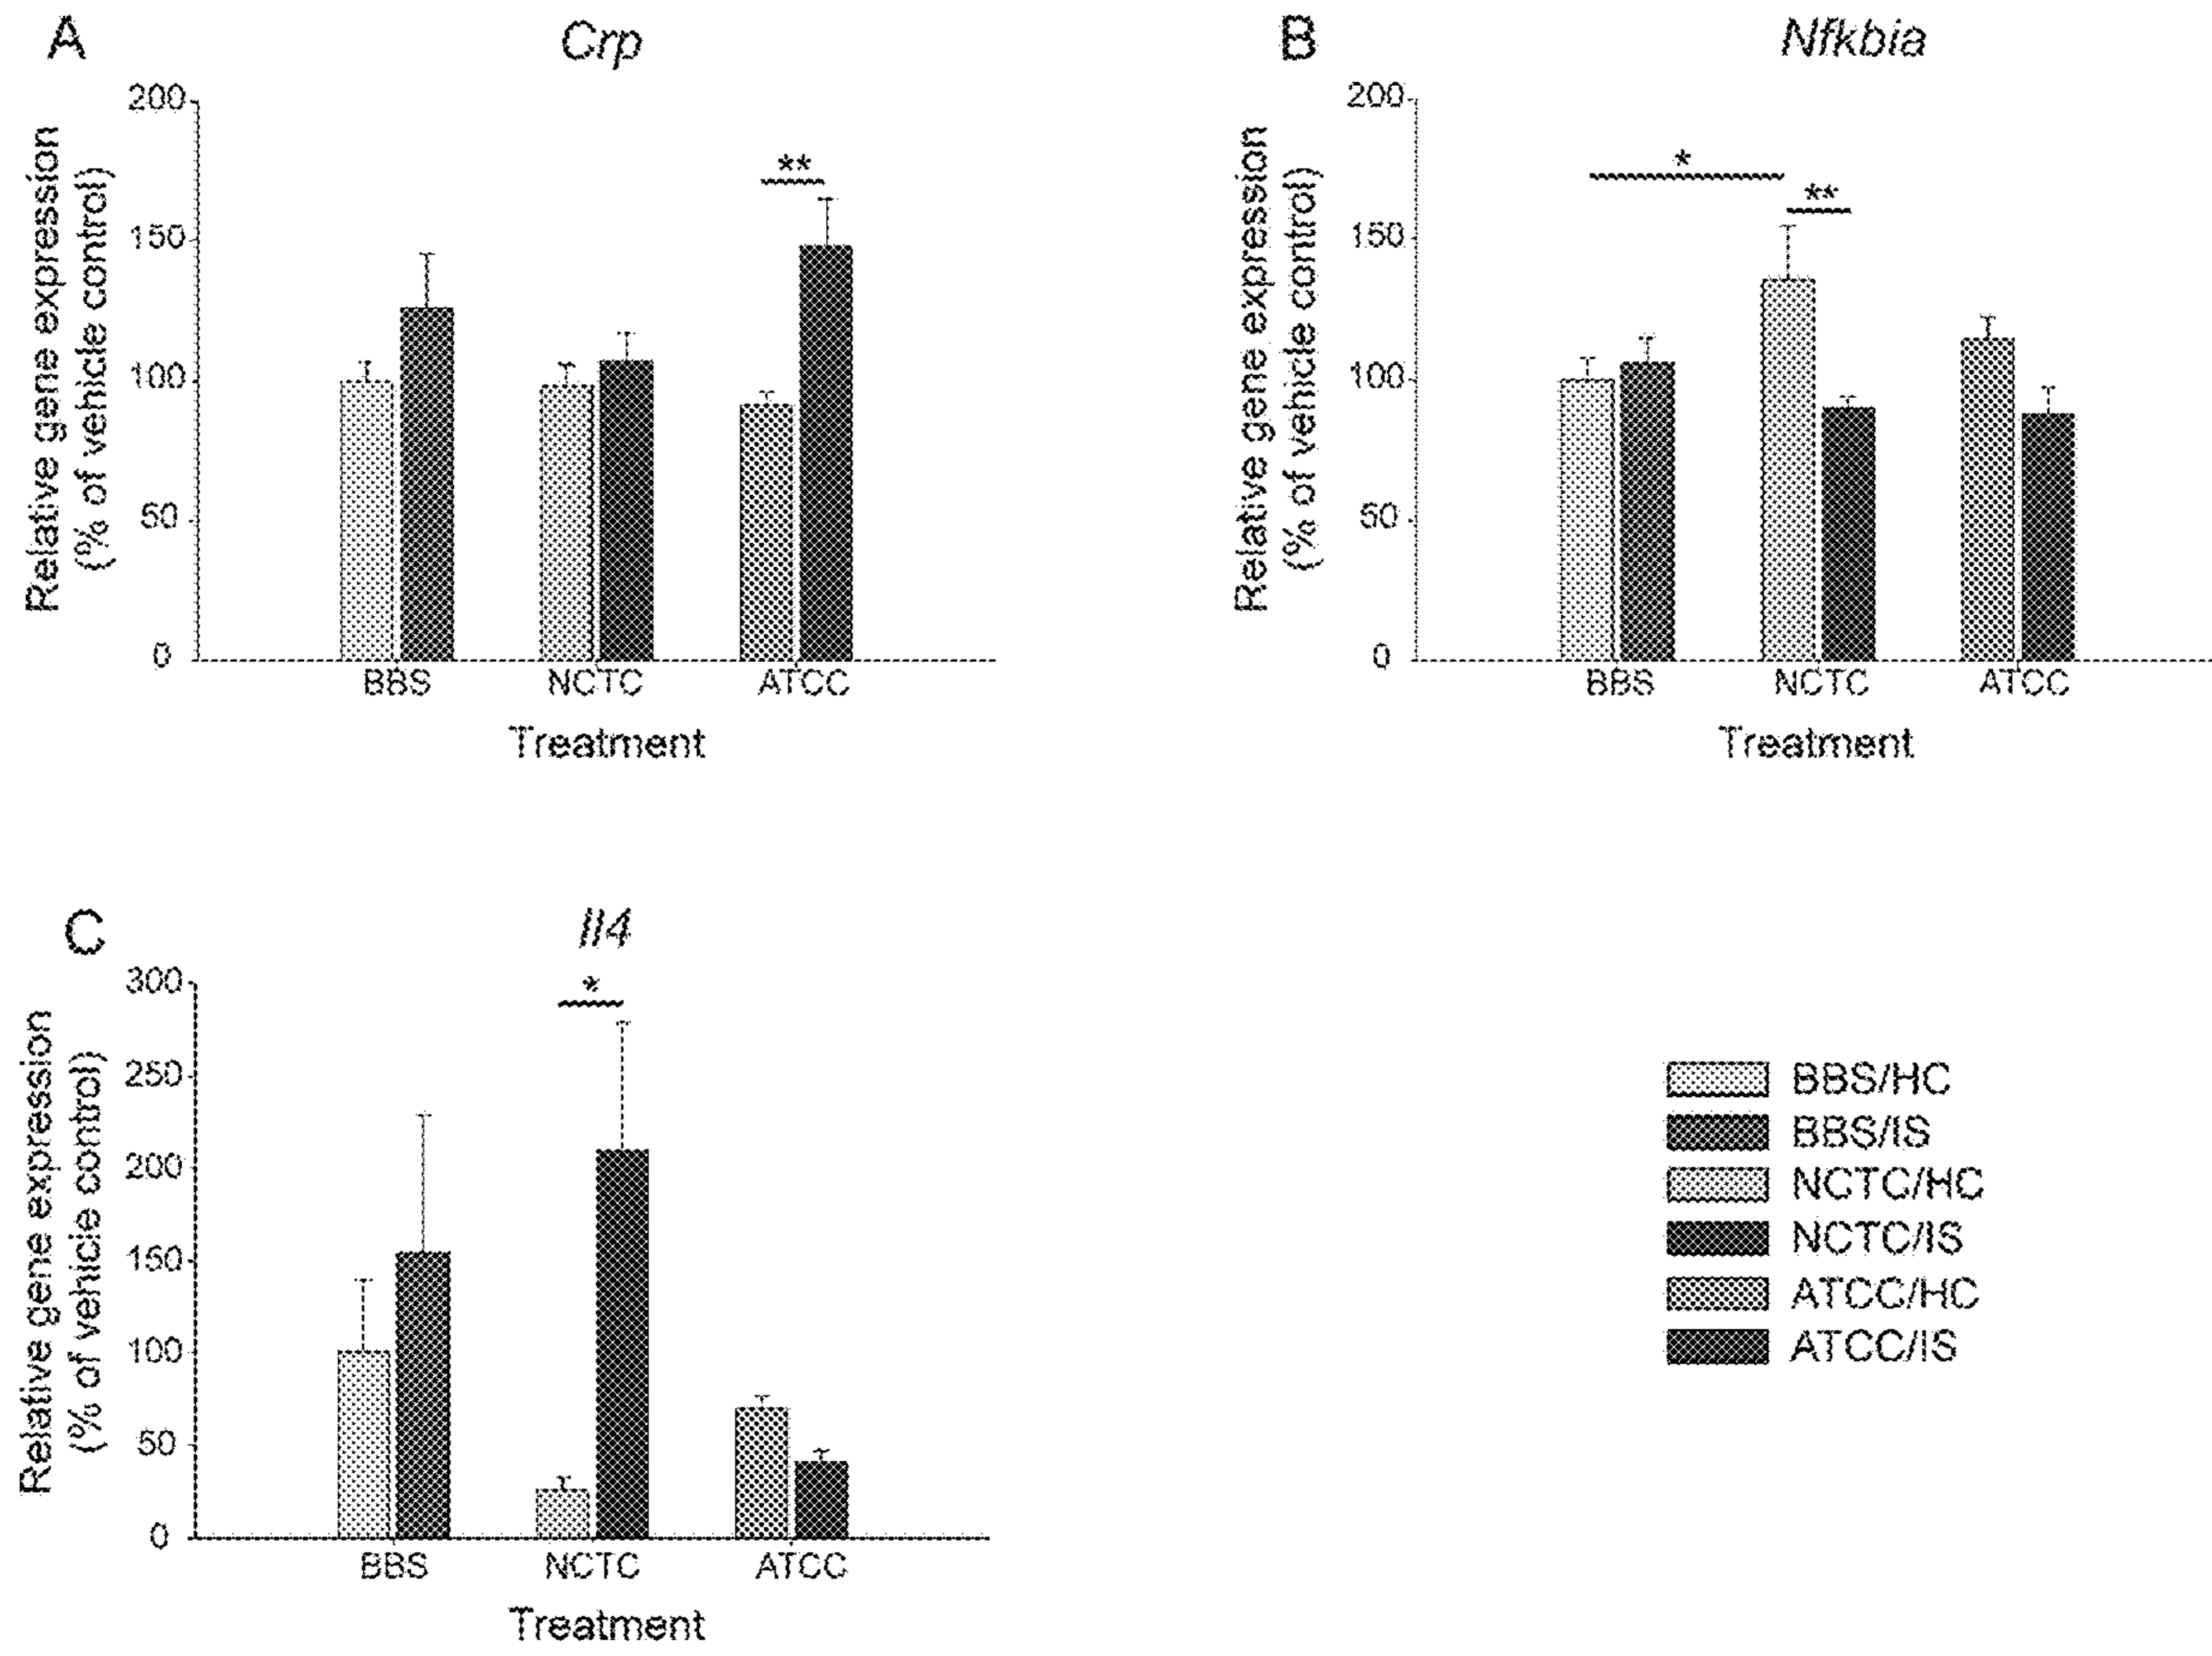 A
Crp
Relative gene expression
(% of vehicle control)
200
150
100
50
0
**
BBS
NCTC
ATCC
Treatment
B
Nfkbia
Relative gene expression
(% of vehicle control)
200
150
100
50
0
*
**
BBS
NCTC
ATCC
Treatment
C
Il4
Relative gene expression
(% of vehicle control)
300
250
200
150
100
50
0
*
BBS
NCTC
ATCC
Treatment
BBS/HC
BBS/IS
NCTC/HC
NCTC/IS
ATCC/HC
ATCC/IS